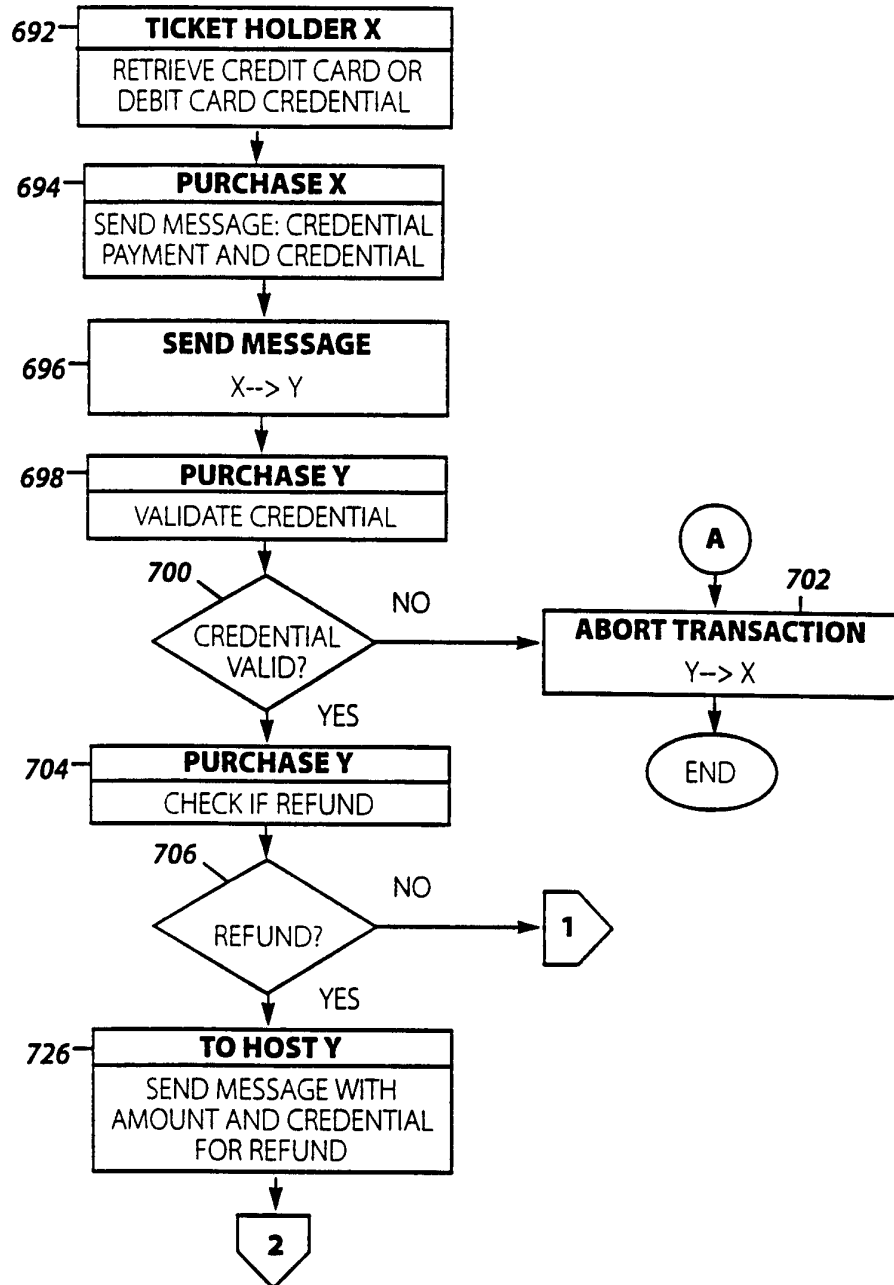 692
TICKET HOLDER X
RETRIEVE CREDIT CARD OR
DEBIT CARD CREDENTIAL
694
PURCHASE X
SEND MESSAGE: CREDENTIAL
PAYMENT AND CREDENTIAL
696
SEND MESSAGE
X--> Y
698
PURCHASE Y
VALIDATE CREDENTIAL
700
CREDENTIAL
VALID?
NO
YES
A
702
ABORT TRANSACTION
Y--> X
END
704
PURCHASE Y
CHECK IF REFUND
706
REFUND?
NO
1
YES
726
TO HOST Y
SEND MESSAGE WITH
AMOUNT AND CREDENTIAL
FOR REFUND
2